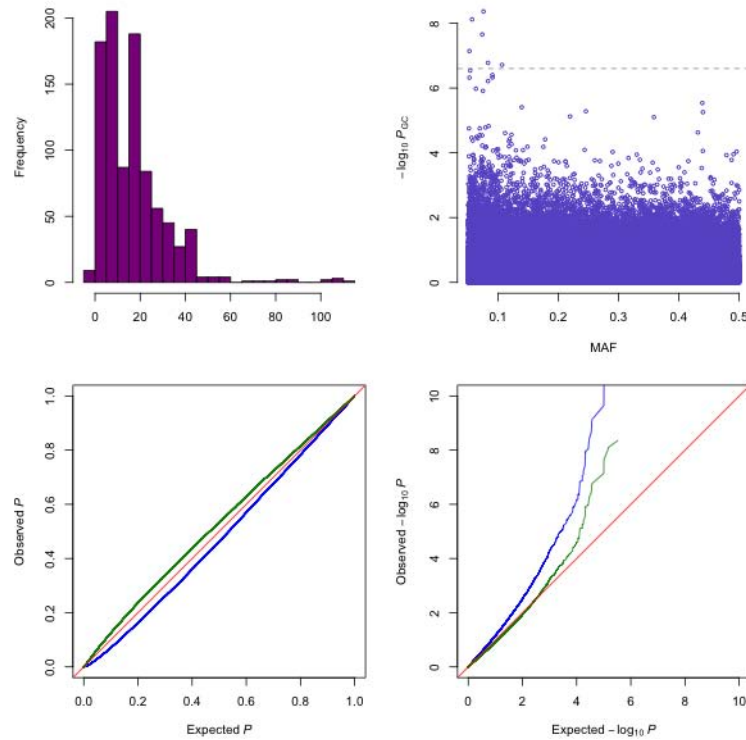 Frequency
0 50 100 150 200
0 20 40 60 80 100
− log10 PGC
0 2 4 6 8
0.1 0.2 0.3 0.4 0.5
MAF
Observed P
0.0 0.2 0.4 0.6 0.8 1.0
0.0 0.2 0.4 0.6 0.8 1.0
Expected P
Observed − log10 P
0 2 4 6 8 10
0 2 4 6 8 10
Expected − log10 P